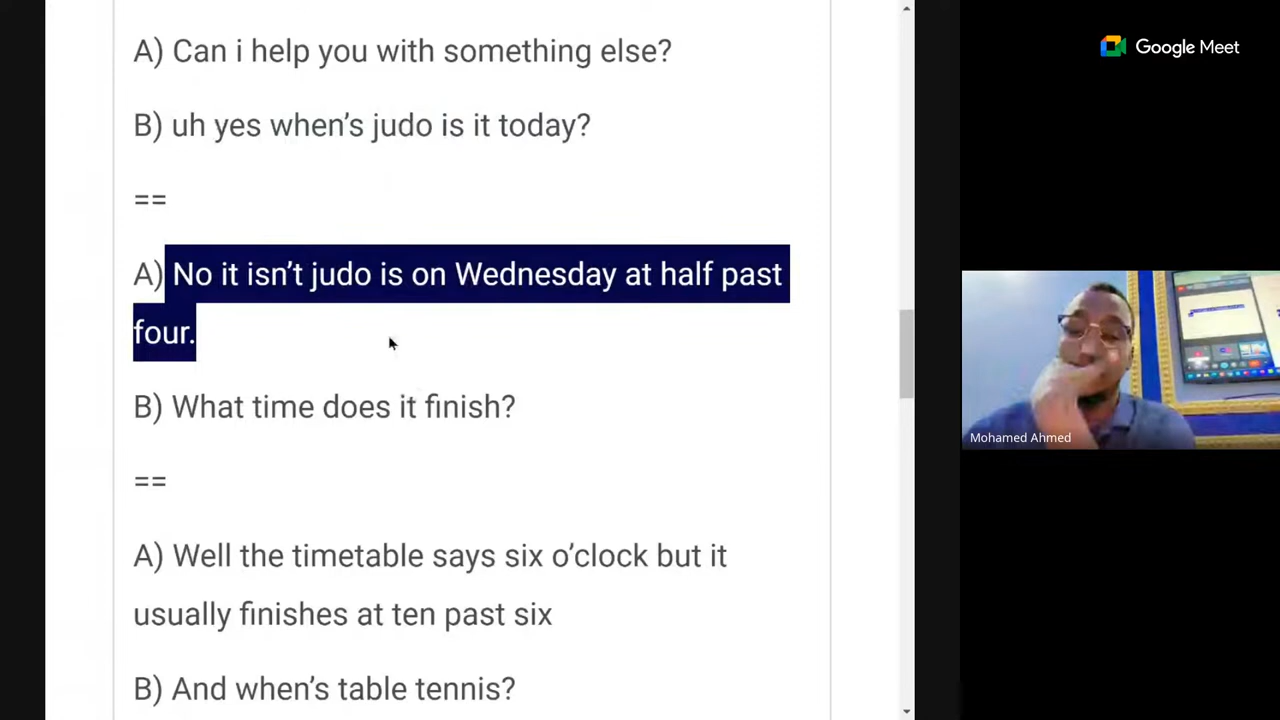 A) Can i help you with something else?
B) uh yes when's judo is it today?
==
A) No it isn't judo is on Wednesday at half past
four.
B) What time does it finish?
==
A) Well the timetable says six o'clock but it
usually finishes at ten past six
B) And when's table tennis?
Google Meet
Mohamed Ahmed